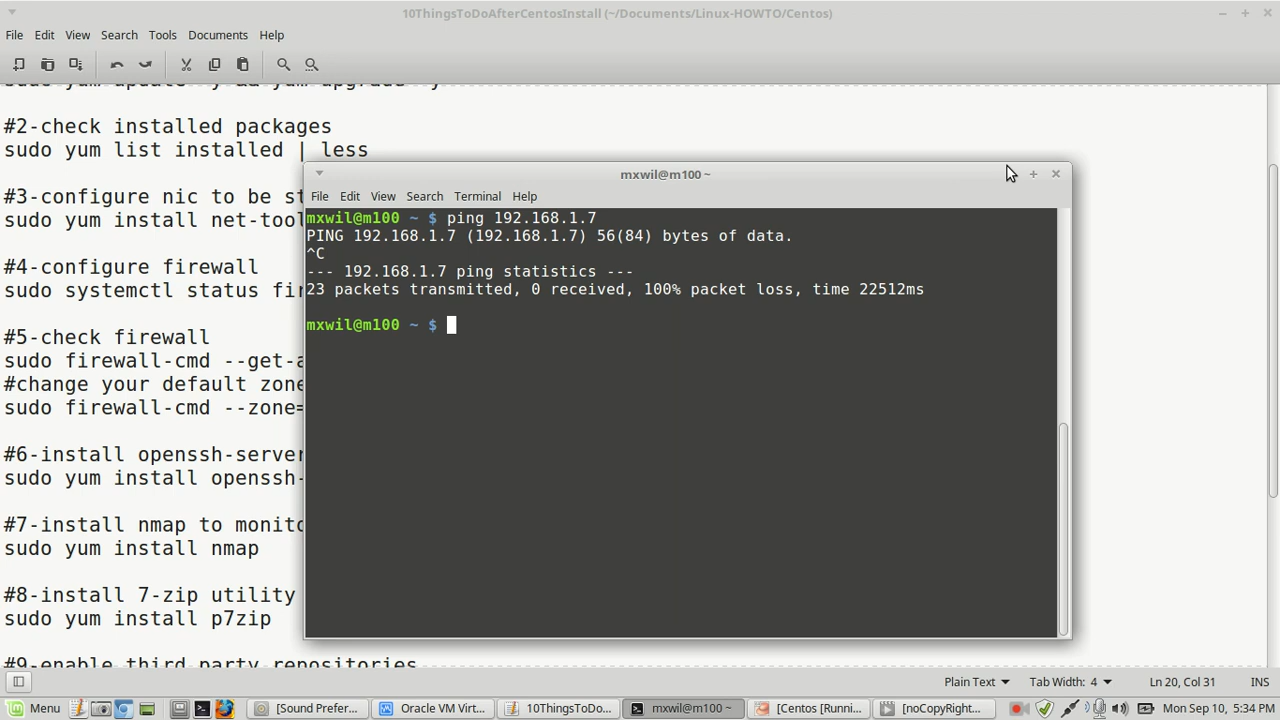 10ThingsToDoAfterCentosInstall (~/Documents/Linux-HOWTO/Centos)
File Edit View Search Tools Documents Help
#2-check installed packages
sudo yum list installed | less
#3-configure nic to be st
sudo yum install net-tool
#4-configure firewall
sudo systemctl status fir
#5-check firewall
sudo firewall-cmd --get-a
#change your default zone
sudo firewall-cmd --zone=
#6-install openssh-server
sudo yum install openssh-
#7-install nmap to monito
sudo yum install nmap
#8-install 7-zip utility
sudo yum install p7zip
#9-enable third party repositories
mxwil@m100 ~
File Edit View Search Terminal Help
mxwil@m100 ~ $ ping 192.168.1.7
PING 192.168.1.7 (192.168.1.7) 56(84) bytes of data.
^C
--- 192.168.1.7 ping statistics ---
23 packets transmitted, 0 received, 100% packet loss, time 22512ms
mxwil@m100 ~ $
Plain Text Tab Width: 4 Ln 20, Col 31 INS
Menu [Sound Prefer... Oracle VM Virt... 10ThingsToDo... mxwil@m100 ~ [Centos [Runni... [noCopyRight... Mon Sep 10, 5:34 PM